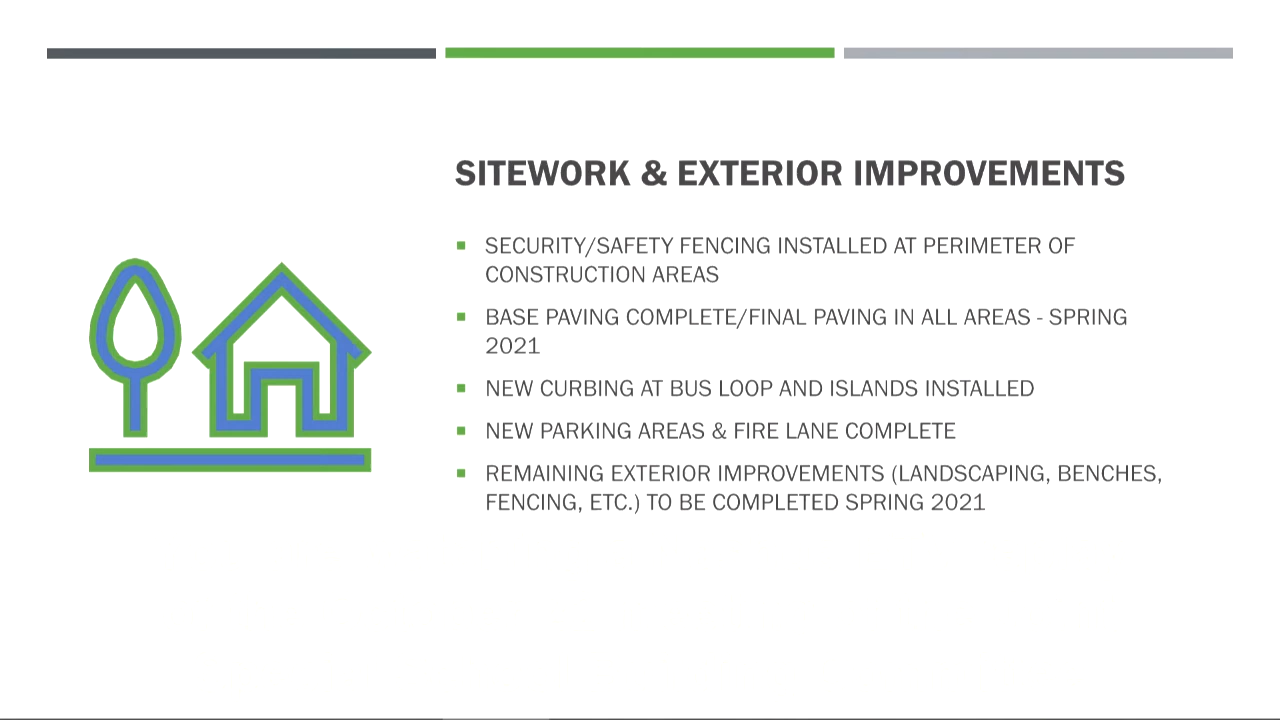 SITEWORK & EXTERIOR IMPROVEMENTS
SECURITY/SAFETY FENCING INSTALLED AT PERIMETER OF
CONSTRUCTION AREAS
BASE PAVING COMPLETE/FINAL PAVING IN ALL AREAS - SPRING
2021
NEW CURBING AT BUS LOOP AND ISLANDS INSTALLED
NEW PARKING AREAS & FIRE LANE COMPLETE
REMAINING EXTERIOR IMPROVEMENTS (LANDSCAPING, BENCHES,
FENCING, ETC.) TO BE COMPLETED SPRING 2021